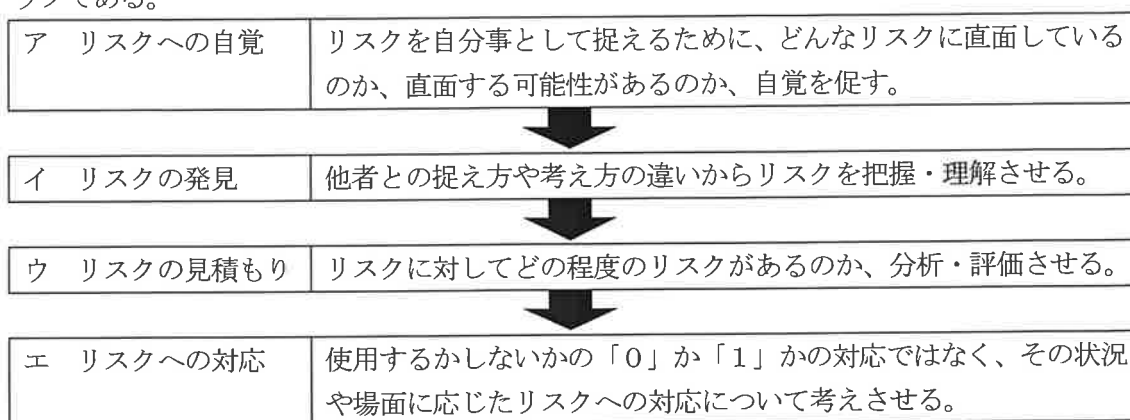 ア　リスクへの自覚
リスクを自分事として捉えるために、どんなリスクに直面している
のか、直面する可能性があるのか、自覚を促す。
イ　リスクの発見
他者との捉え方や考え方の違いからリスクを把握・理解させる。
ウ　リスクの見積もり
リスクに対してどの程度のリスクがあるのか、分析・評価させる。
エ　リスクへの対応
使用するかしないかの「０」か「１」かの対応ではなく、その状況
や場面に応じたリスクへの対応について考えさせる。